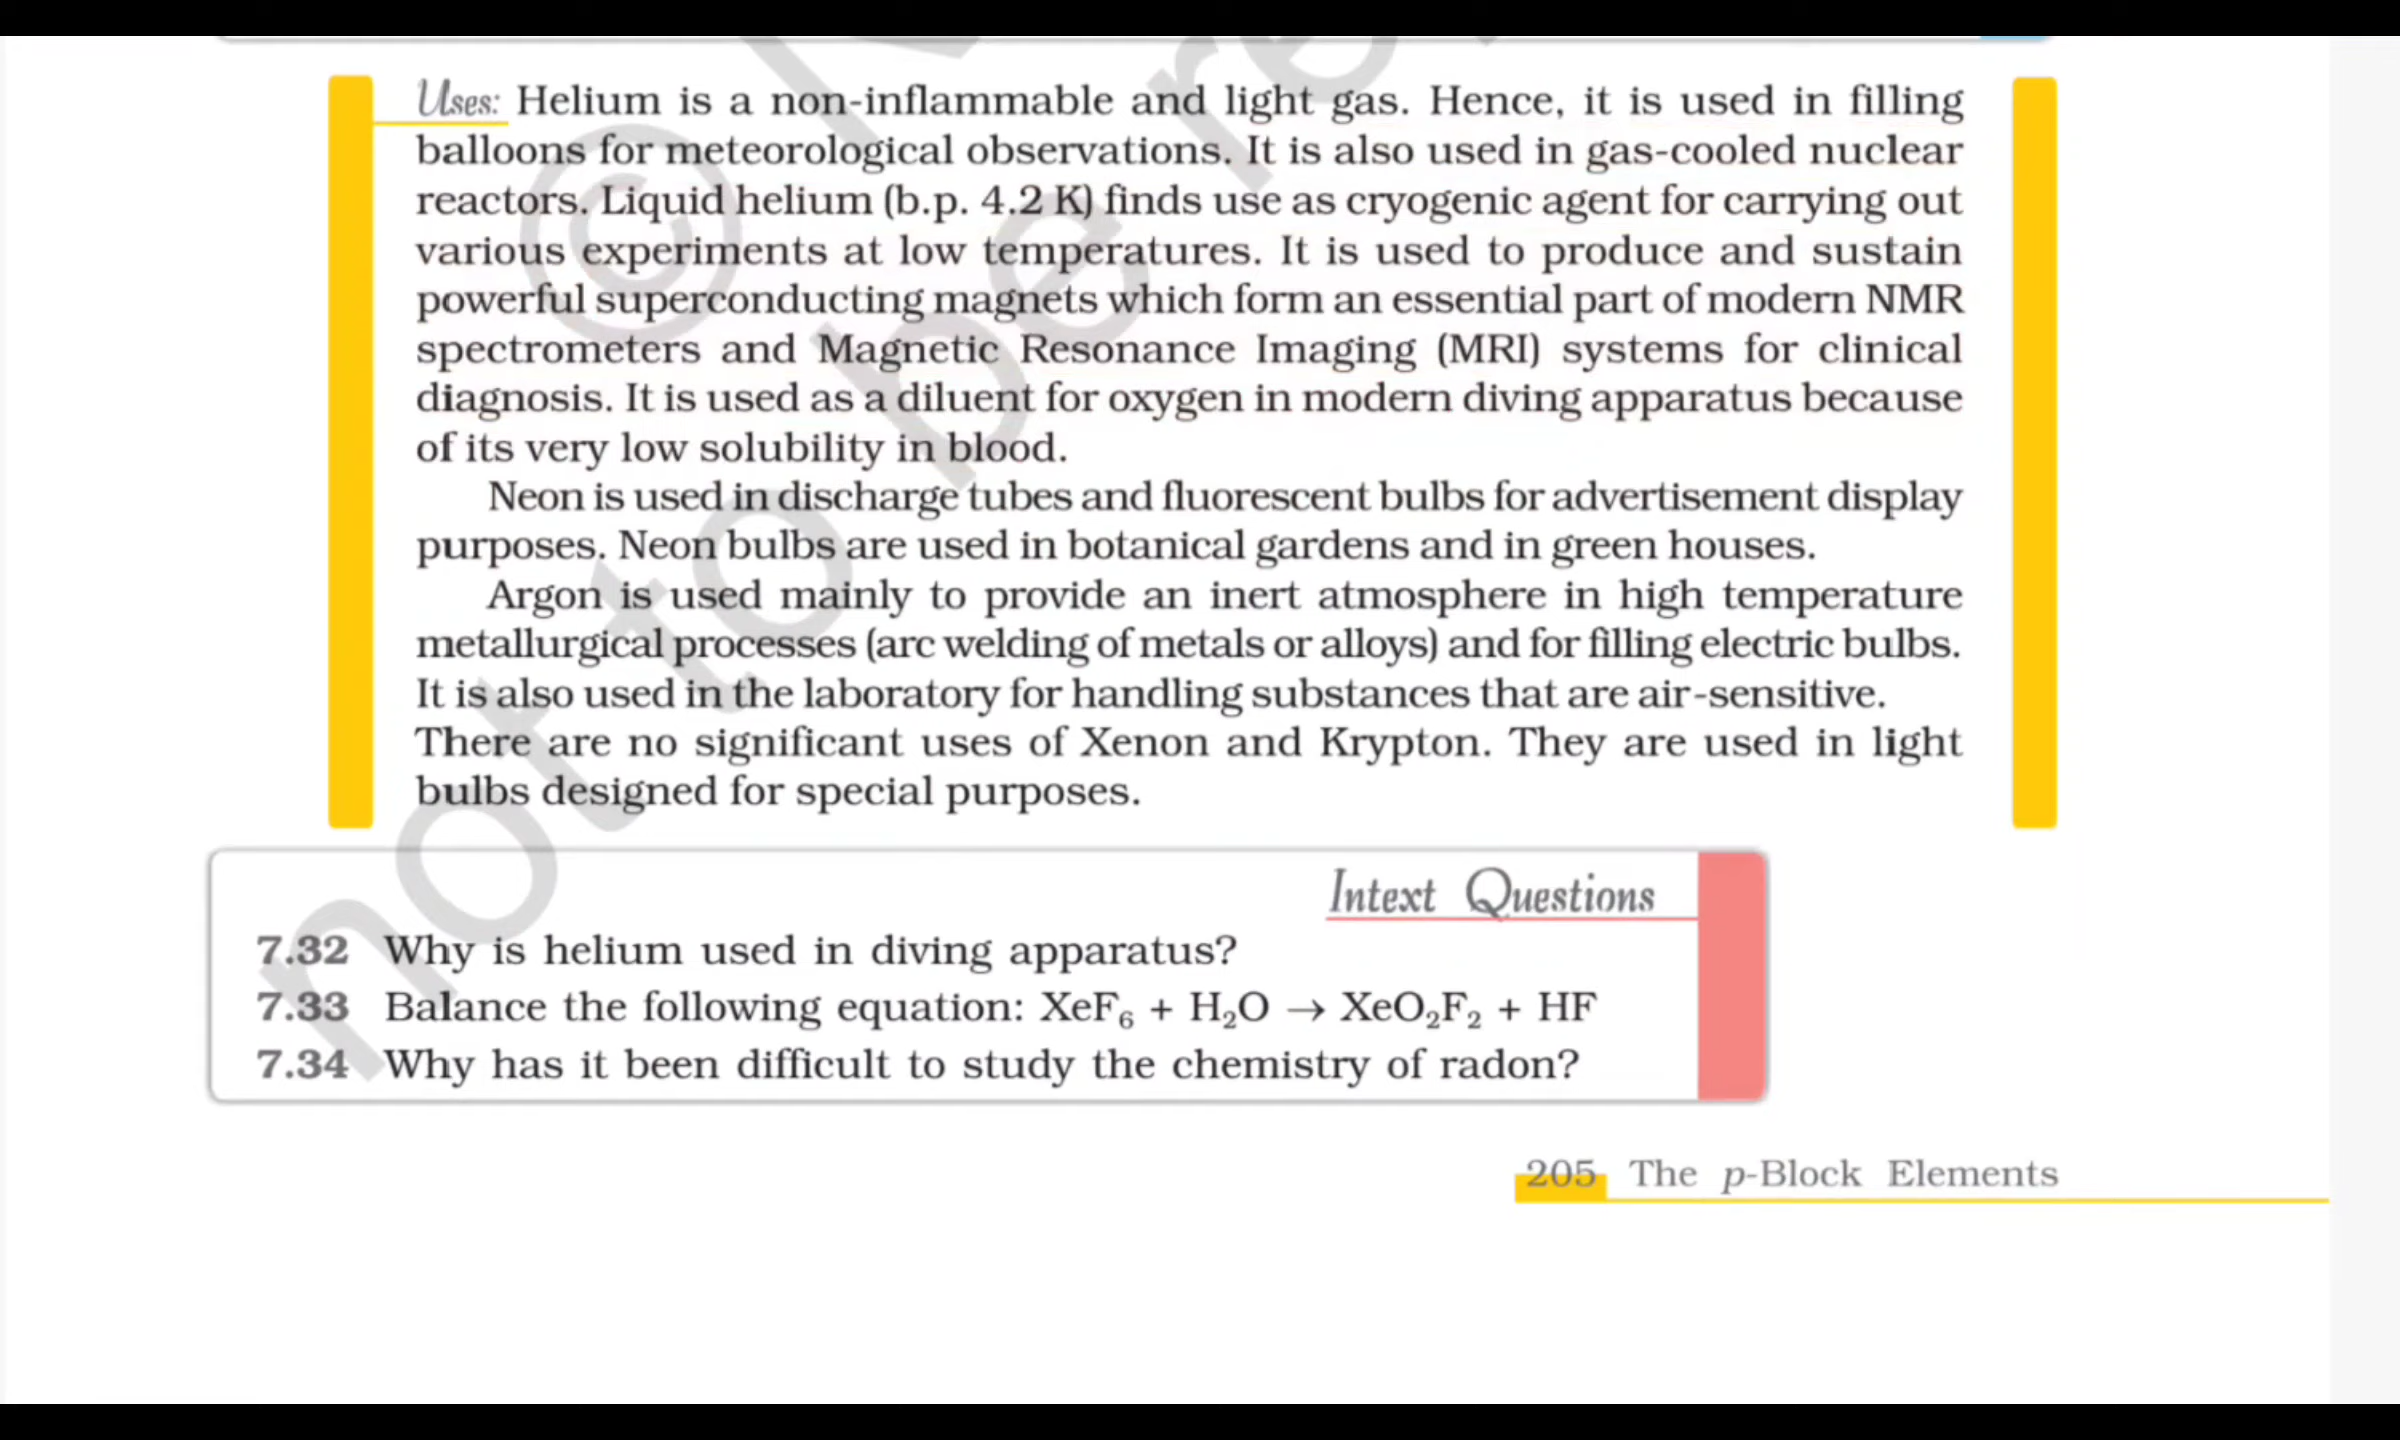 Uses: Helium is a non-inflammable and light gas. Hence, it is used in filling
balloons for meteorological observations. It is also used in gas-cooled nuclear
reactors. Liquid helium (b.p. 4.2 K) finds use as cryogenic agent for carrying out
various experiments at low temperatures. It is used to produce and sustain
powerful superconducting magnets which form an essential part of modern NMR
spectrometers and Magnetic Resonance Imaging (MRI) systems for clinical
diagnosis. It is used as a diluent for oxygen in modern diving apparatus because
of its very low solubility in blood.
Neon is used in discharge tubes and fluorescent bulbs for advertisement display
purposes. Neon bulbs are used in botanical gardens and in green houses.
Argon is used mainly to provide an inert atmosphere in high temperature
metallurgical processes (arc welding of metals or alloys) and for filling electric bulbs.
It is also used in the laboratory for handling substances that are air-sensitive.
There are no significant uses of Xenon and Krypton. They are used in light
bulbs designed for special purposes.
Intext Questions
7.32 Why is helium used in diving apparatus?
7.33 Balance the following equation: XeF₆ + H₂O → XeO₂F₂ + HF
7.34 Why has it been difficult to study the chemistry of radon?
205 The p-Block Elements
© 
not to be